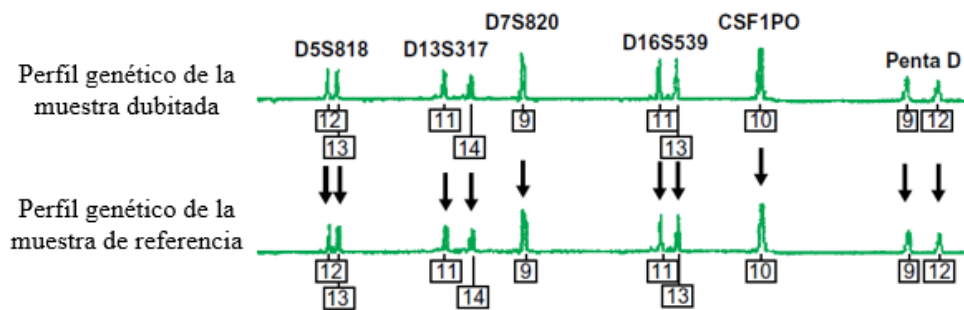 D5S818 D13S317 D7S820 D16S539 CSF1PO Penta D
Perfil genético de la
muestra dubitada
12 11 9 11 10 9 12
13 14 13
Perfil genético de la
muestra de referencia
12 11 14 9 11 13 10 9 12
13